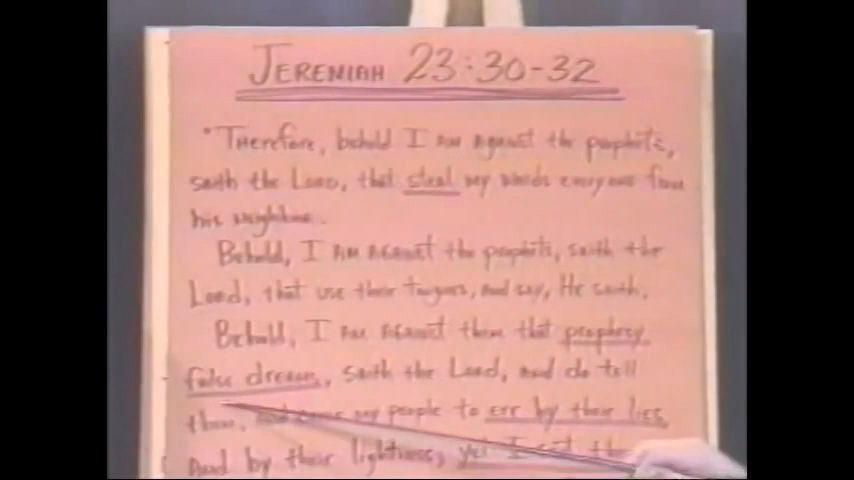 JEREMIAH 23:30-32
"Therefore, behold I am against the prophets,
saith the Lord, that steal my words everyone from
his neighbour.
Behold, I am against the prophets, saith the
Lord, that use their tongues, and say, He saith.
Behold, I am against them that prophesy
false dreams, saith the Lord, and do tell
them, and cause my people to err by their lies,
And by their lightness, yet I sent them